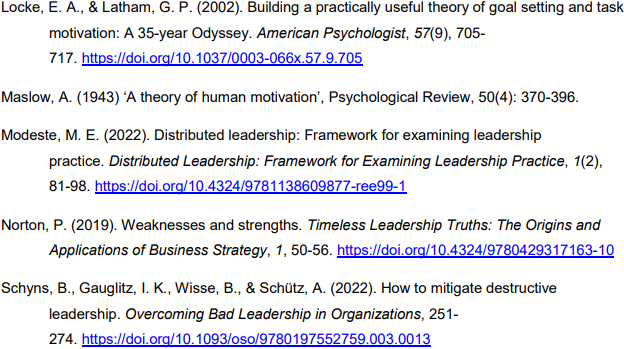 Locke, E. A., & Latham, G. P. (2002). Building a practically useful theory of goal setting and task
motivation: A 35-year Odyssey. American Psychologist, 57(9), 705-
717. https://doi.org/10.1037/0003-066x.57.9.705
Maslow, A. (1943) ‘A theory of human motivation’, Psychological Review, 50(4): 370-396.
Modeste, M. E. (2022). Distributed leadership: Framework for examining leadership
practice. Distributed Leadership: Framework for Examining Leadership Practice, 1(2),
81-98. https://doi.org/10.4324/9781138609877-ree99-1
Norton, P. (2019). Weaknesses and strengths. Timeless Leadership Truths: The Origins and
Applications of Business Strategy, 1, 50-56. https://doi.org/10.4324/9780429317163-10
Schyns, B., Gauglitz, I. K., Wisse, B., & Schütz, A. (2022). How to mitigate destructive
leadership. Overcoming Bad Leadership in Organizations, 251-
274. https://doi.org/10.1093/oso/9780197552759.003.0013